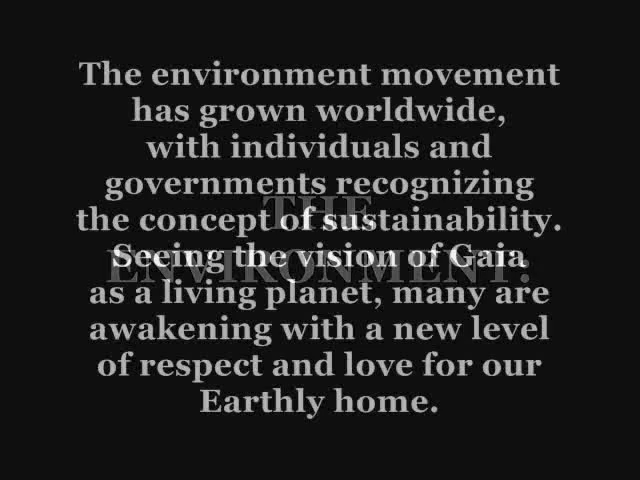 The environment movement
has grown worldwide,
with individuals and
governments recognizing
THE
the concept of sustainability.
Seeing the vision of Gaia
ENVIRONMENT:
as a living planet, many are
awakening with a new level
of respect and love for our
Earthly home.